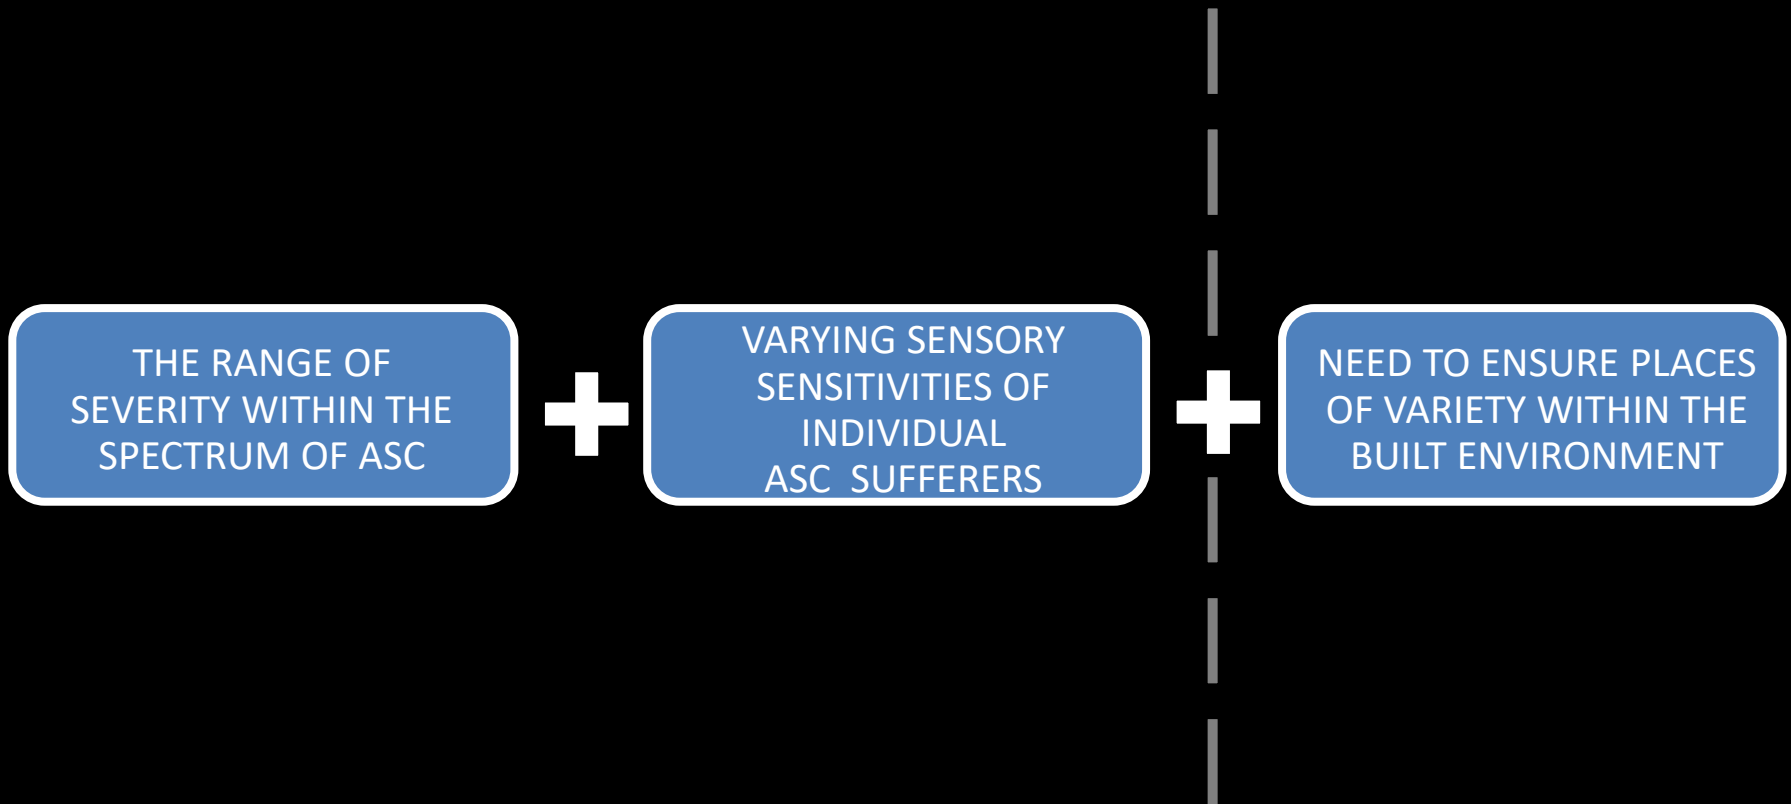 THE RANGE OF
SEVERITY WITHIN THE
SPECTRUM OF ASC
VARYING SENSORY
SENSITIVITIES OF
INDIVIDUAL
ASC  SUFFERERS
NEED TO ENSURE PLACES
OF VARIETY WITHIN THE
BUILT ENVIRONMENT